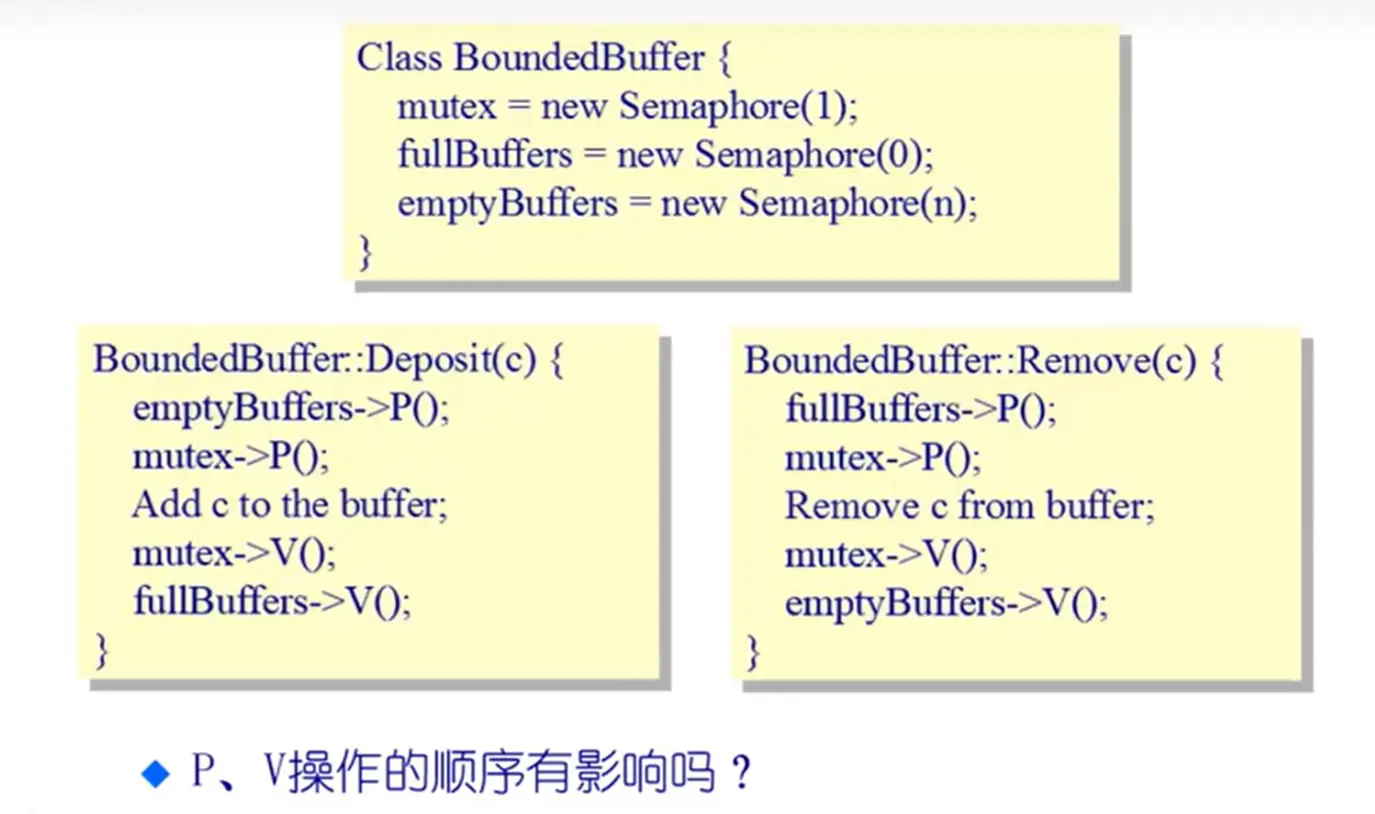 Class BoundedBuffer {
mutex = new Semaphore(1);
fullBuffers = new Semaphore(0);
emptyBuffers = new Semaphore(n);
}
BoundedBuffer::Deposit(c) {
emptyBuffers->P();
mutex->P();
Add c to the buffer;
mutex->V();
fullBuffers->V();
}
BoundedBuffer::Remove(c) {
fullBuffers->P();
mutex->P();
Remove c from buffer;
mutex->V();
emptyBuffers->V();
}
P、V操作的顺序有影响吗？